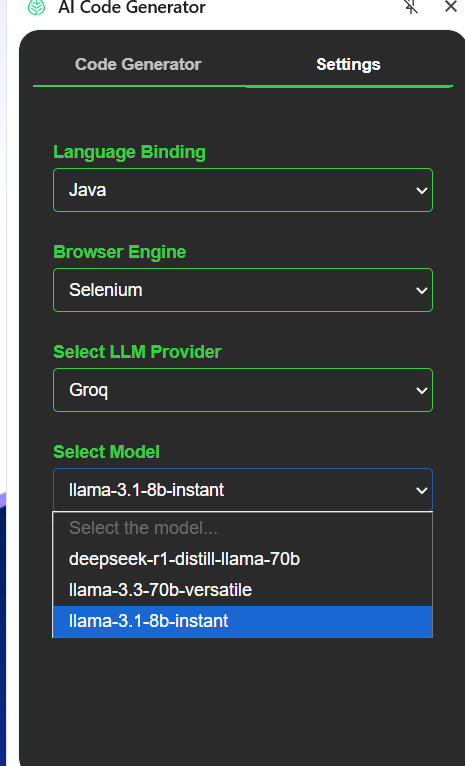 AI Code Generator
Code Generator Settings
Language Binding
Java
Browser Engine
Selenium
Select LLM Provider
Groq
Select Model
llama-3.1-8b-instant
Select the model...
deepseek-r1-distill-llama-70b
llama-3.3-70b-versatile
llama-3.1-8b-instant